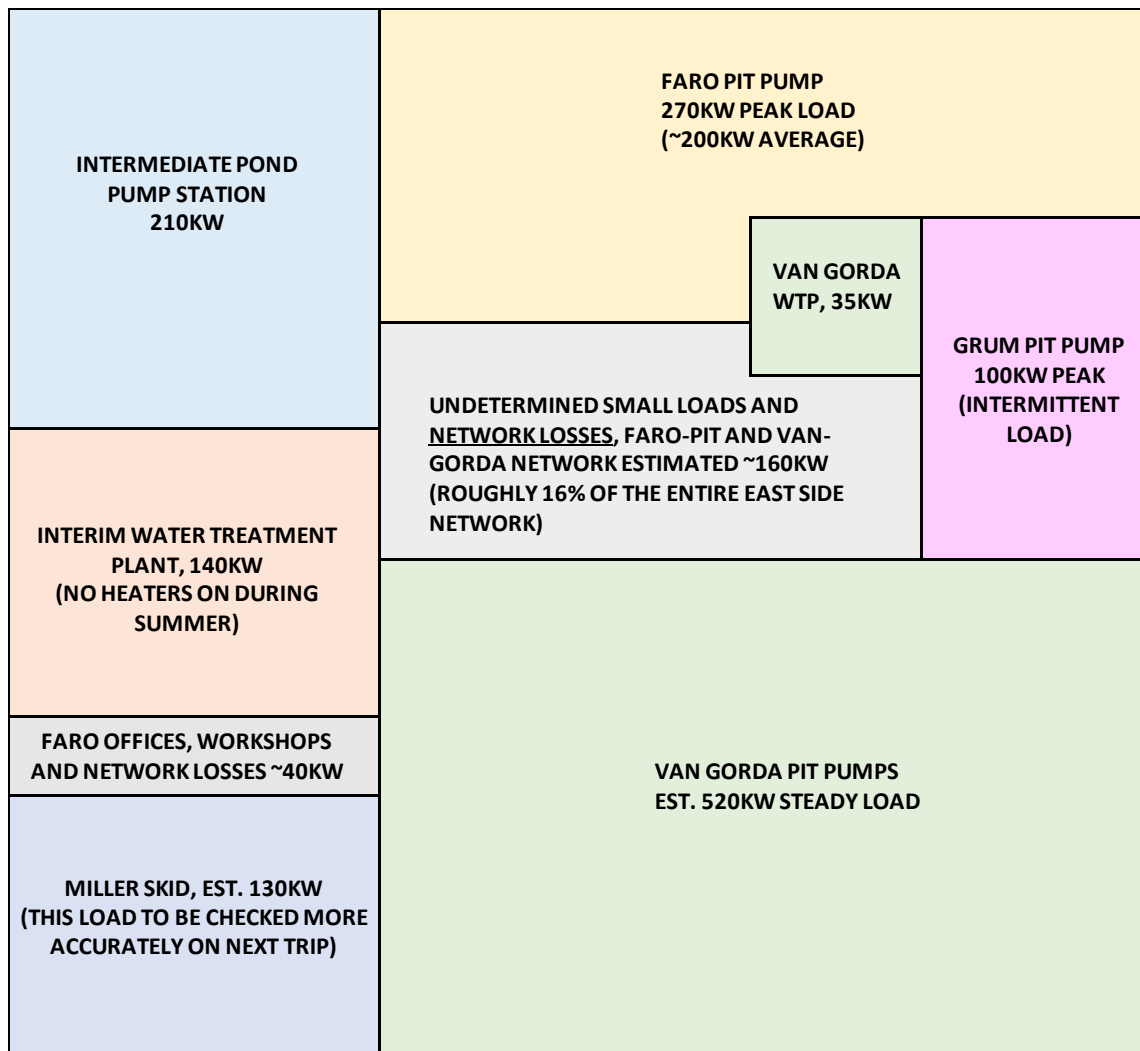 INTERMEDIATE POND
PUMP STATION
210KW
FARO PIT PUMP
270KW PEAK LOAD
(~200KW AVERAGE)
VAN GORDA
WTP, 35KW
GRUM PIT PUMP
100KW PEAK
(INTERMITTENT
LOAD)
UNDETERMINED SMALL LOADS AND
NETWORK LOSSES, FARO-PIT AND VAN-
GORDA NETWORK ESTIMATED ~160KW
(ROUGHLY 16% OF THE ENTIRE EAST SIDE
NETWORK)
INTERIM WATER TREATMENT
PLANT, 140KW
(NO HEATERS ON DURING
SUMMER)
FARO OFFICES, WORKSHOPS
AND NETWORK LOSSES ~40KW
VAN GORDA PIT PUMPS
EST. 520KW STEADY LOAD
MILLER SKID, EST. 130KW
(THIS LOAD TO BE CHECKED MORE
ACCURATELY ON NEXT TRIP)